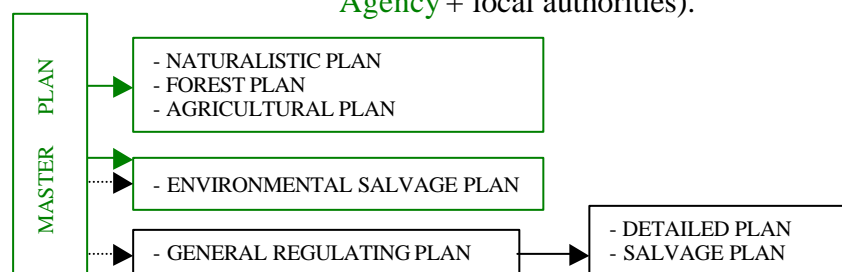 Agency + local authorities).
MASTER PLAN
- NATURALISTIC PLAN
- FOREST PLAN
- AGRICULTURAL PLAN
- ENVIRONMENTAL SALVAGE PLAN
- GENERAL REGULATING PLAN
- DETAILED PLAN
- SALVAGE PLAN